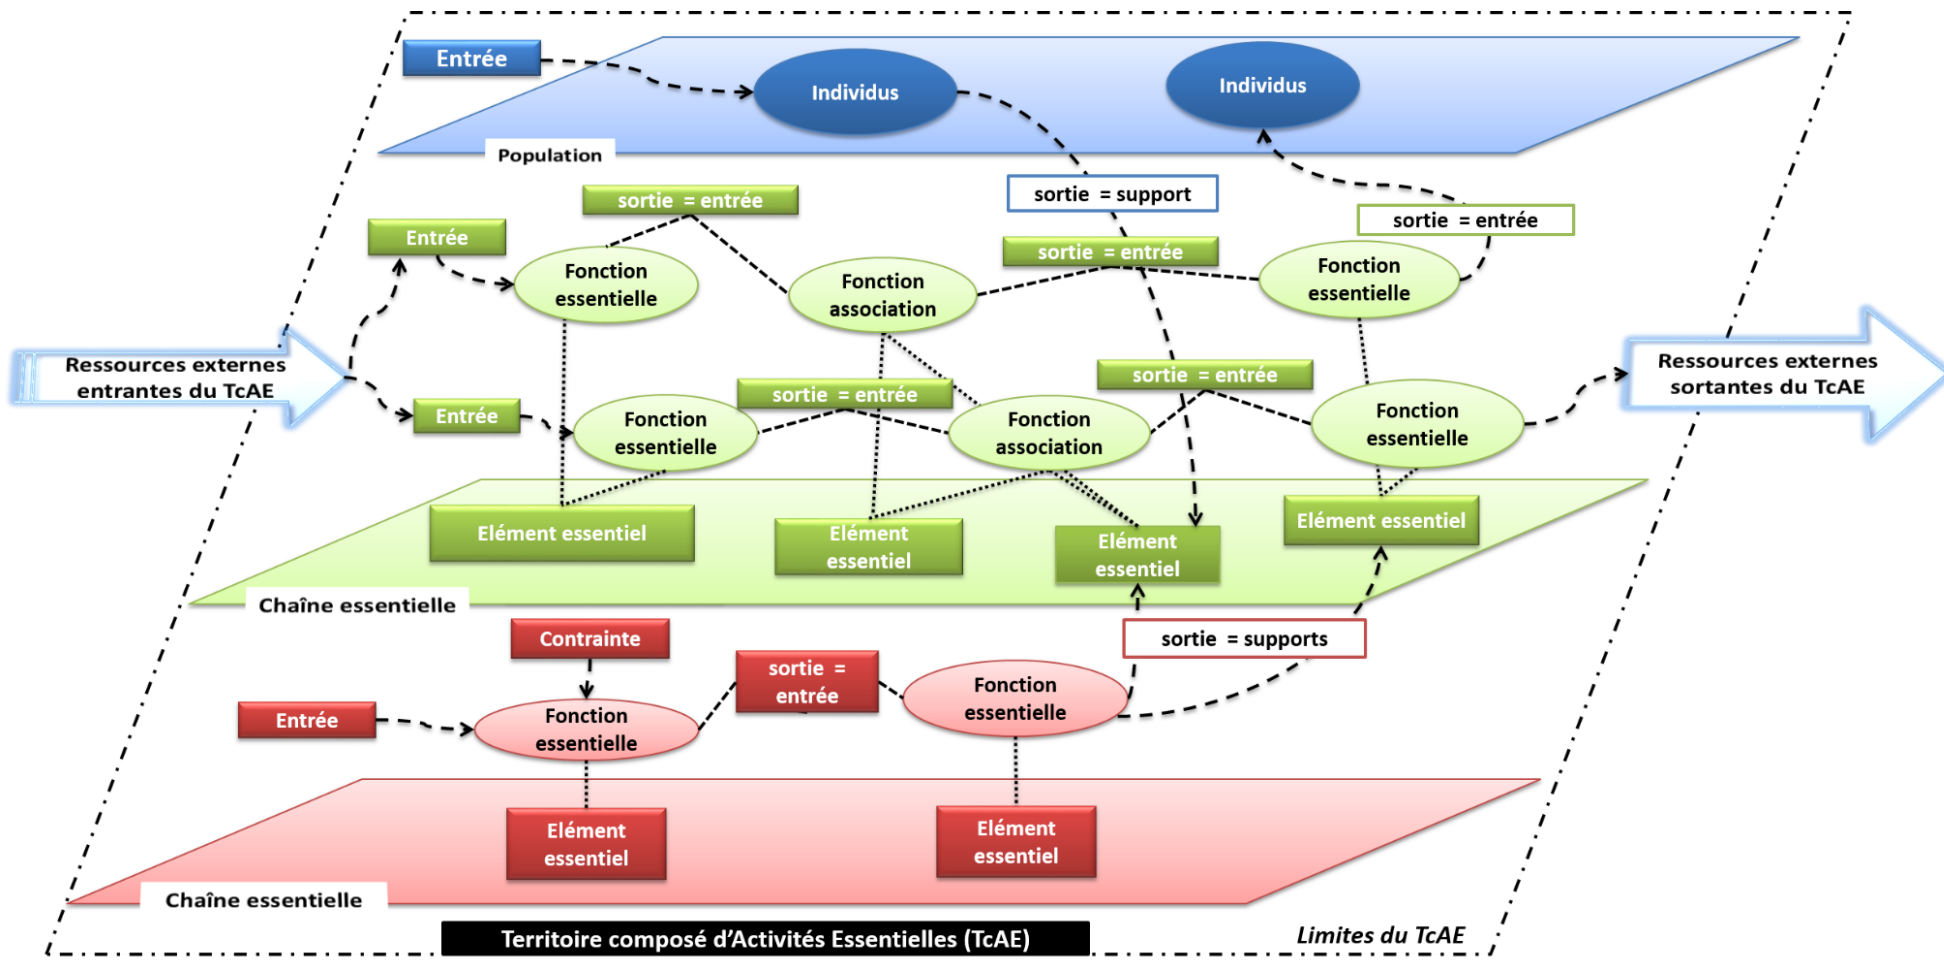 Entrée
Individus
Individus
Population
sortie = entrée
sortie = support
sortie = entrée
Entrée
sortie = entrée
Fonction
essentielle
Fonction
association
Fonction
essentielle
Ressources externes
entrantes du TcAE
Ressources externes
sortantes du TcAE
sortie = entrée
sortie = entrée
Entrée
Fonction
essentielle
Fonction
association
Fonction
essentielle
Elément essentiel
Elément
essentiel
Elément
essentiel
Elément essentiel
Chaîne essentielle
Contrainte
sortie = supports
sortie =
entrée
Fonction
essentielle
Entrée
Fonction
essentielle
Elément
essentiel
Elément
essentiel
Chaîne essentielle
Territoire composé d’Activités Essentielles (TcAE)
Limites du TcAE